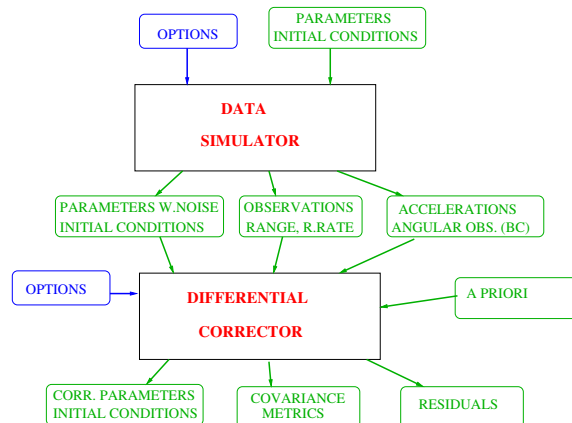 PARAMETERS
OPTIONS
INITIAL CONDITIONS
DATA
SIMULATOR
PARAMETERS W.NOISE
INITIAL CONDITIONS
OBSERVATIONS
RANGE, R.RATE
ACCELERATIONS
ANGULAR OBS. (BC)
OPTIONS
DIFFERENTIAL
CORRECTOR
A PRIORI
CORR. PARAMETERS
INITIAL CONDITIONS
COVARIANCE
METRICS
RESIDUALS